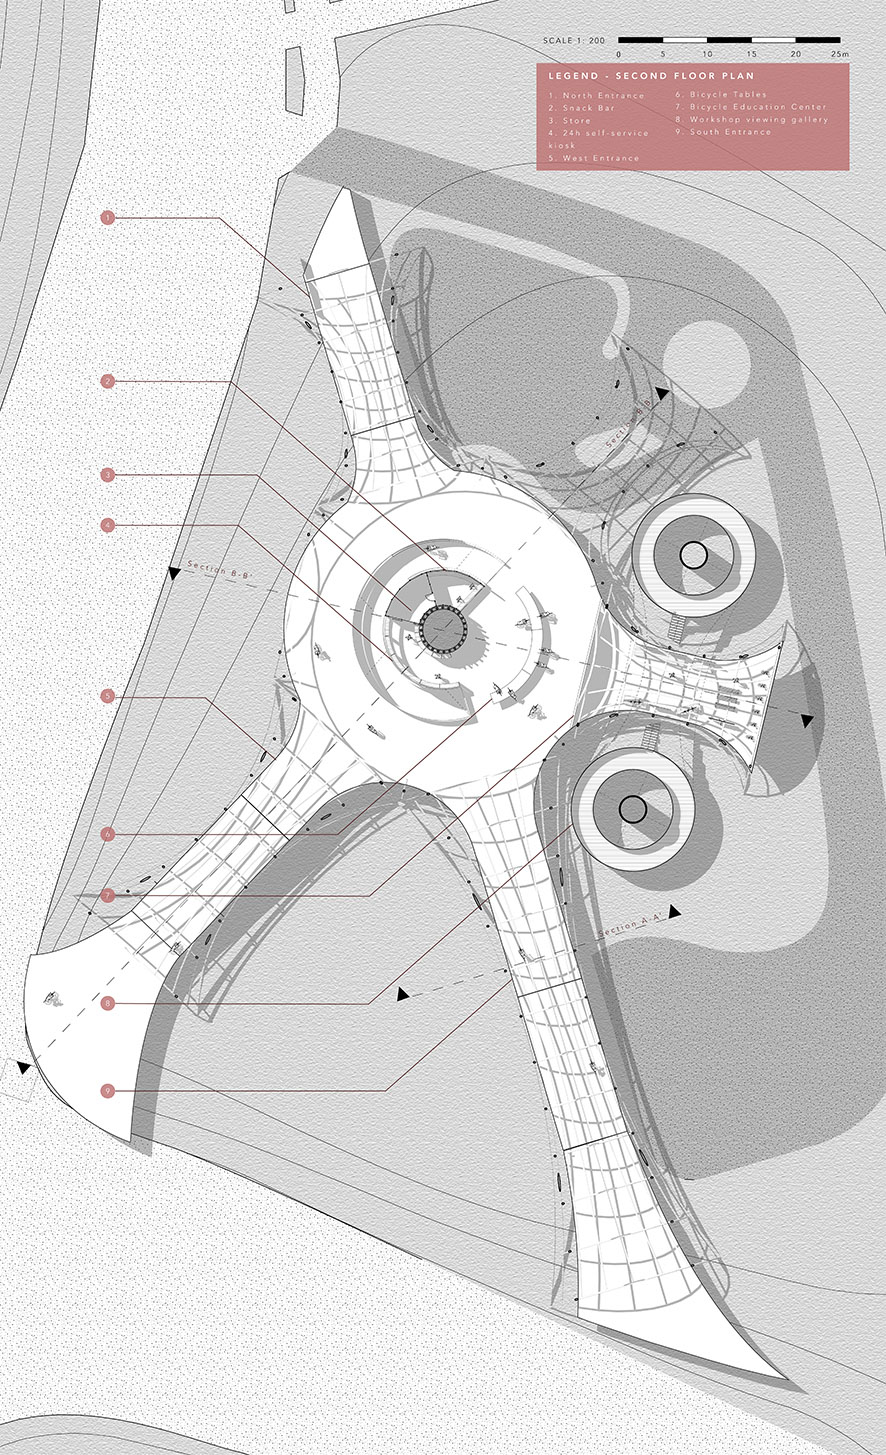 SCALE 1: 200
0 5 10 15 20 25m
LEGEND - SECOND FLOOR PLAN
1. North Entrance
2. Snack Bar
3. Store
4. 24h self-service
kiosk
5. West Entrance
6. Bicycle Tables
7. Bicycle Education Center
8. Workshop viewing gallery
9. South Entrance
1
2
Section B-B'
3
4
Section B-B'
5
6
7
Section A-A'
8
9